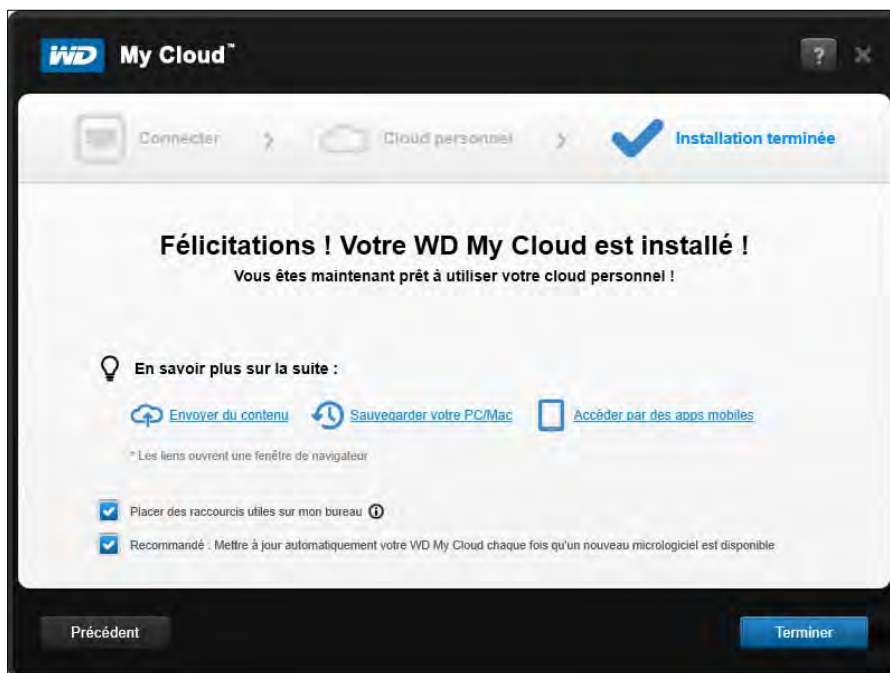 WD My Cloud™ ?
Connecter > Cloud personnel > Installation terminée
Félicitations ! Votre WD My Cloud est installé !
Vous êtes maintenant prêt à utiliser votre cloud personnel !
En savoir plus sur la suite :
Envoyer du contenu Sauvegarder votre PC/Mac Accéder par des apps mobiles
* Les liens ouvrent une fenêtre de navigateur
Placer des raccourcis utiles sur mon bureau
Recommandé : Mettre à jour automatiquement votre WD My Cloud chaque fois qu'un nouveau micrologiciel est disponible
Précédent Terminer